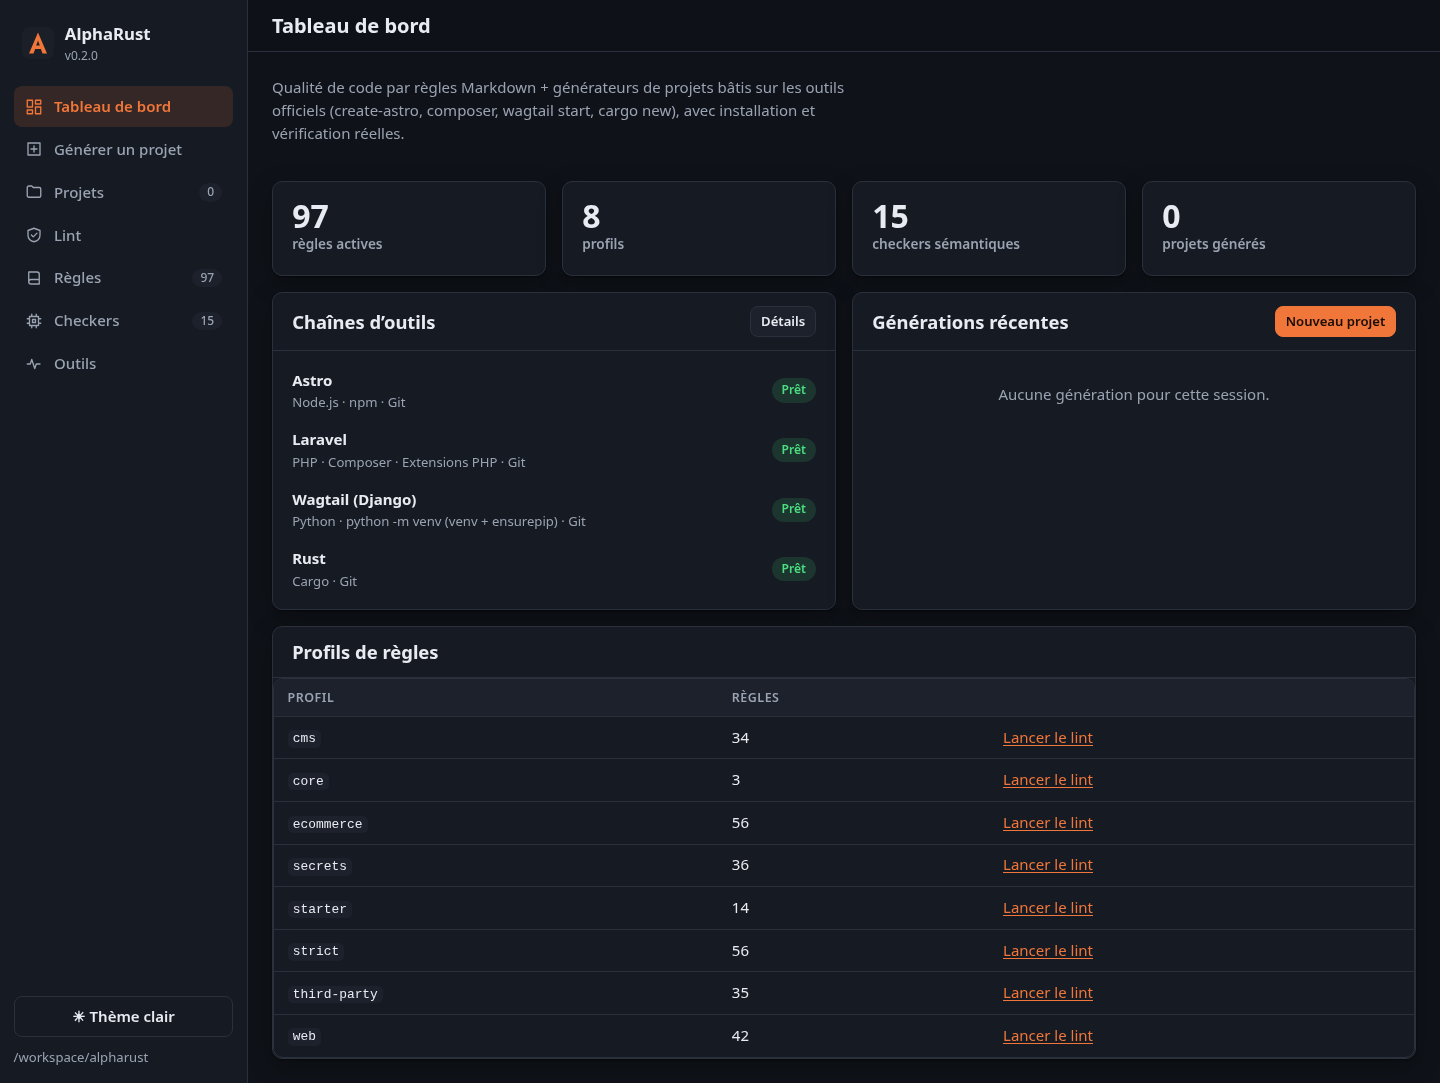 AlphaRust
v0.2.0
Tableau de bord
Générer un projet
Projets 0
Lint
Règles 97
Checkers 15
Outils
☀ Thème clair
/workspace/alpharust
Tableau de bord
Qualité de code par règles Markdown + générateurs de projets bâtis sur les outils
officiels (create-astro, composer, wagtail start, cargo new), avec installation et
vérification réelles.
97
règles actives
8
profils
15
checkers sémantiques
0
projets générés
Chaînes d’outils Détails
Astro
Node.js · npm · Git
Prêt
Laravel
PHP · Composer · Extensions PHP · Git
Prêt
Wagtail (Django)
Python · python -m venv (venv + ensurepip) · Git
Prêt
Rust
Cargo · Git
Prêt
Générations récentes Nouveau projet
Aucune génération pour cette session.
Profils de règles
PROFIL RÈGLES
cms 34 Lancer le lint
core 3 Lancer le lint
ecommerce 56 Lancer le lint
secrets 36 Lancer le lint
starter 14 Lancer le lint
strict 56 Lancer le lint
third-party 35 Lancer le lint
web 42 Lancer le lint